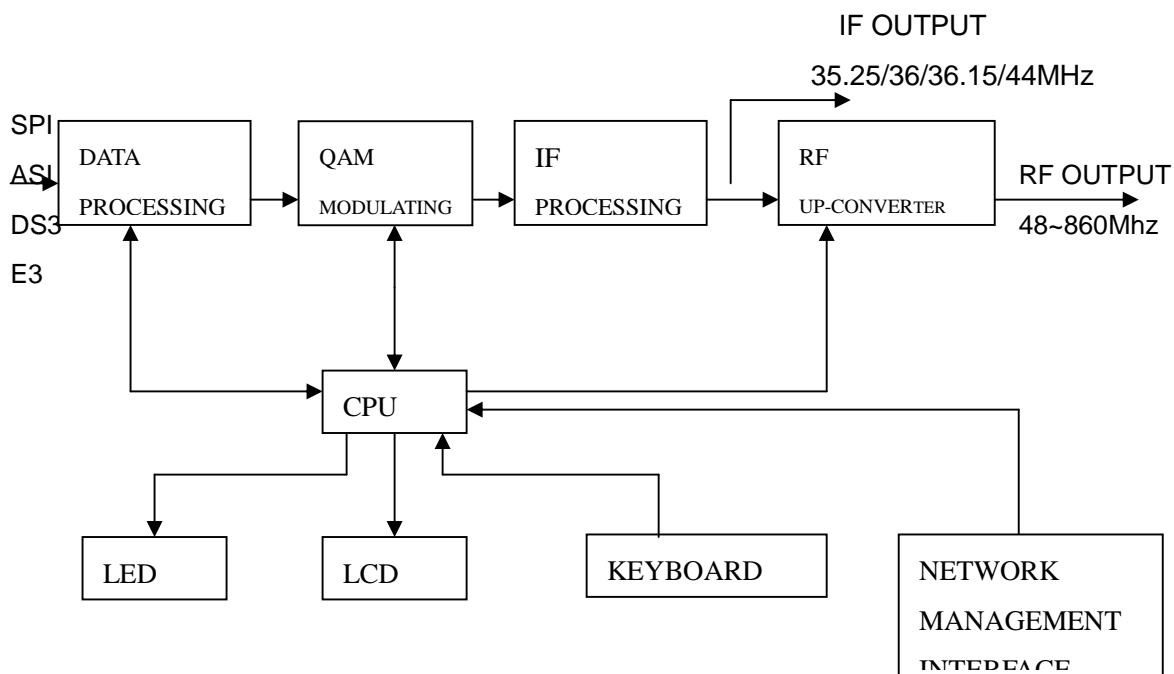 IF OUTPUT
35.25/36/36.15/44MHz
SPI
ASI
DS3
E3
DATA
PROCESSING
QAM
MODULATING
IF
PROCESSING
RF
UP-CONVERTER
RF OUTPUT
48~860Mhz
CPU
LED
LCD
KEYBOARD
NETWORK
MANAGEMENT
INTERFACE